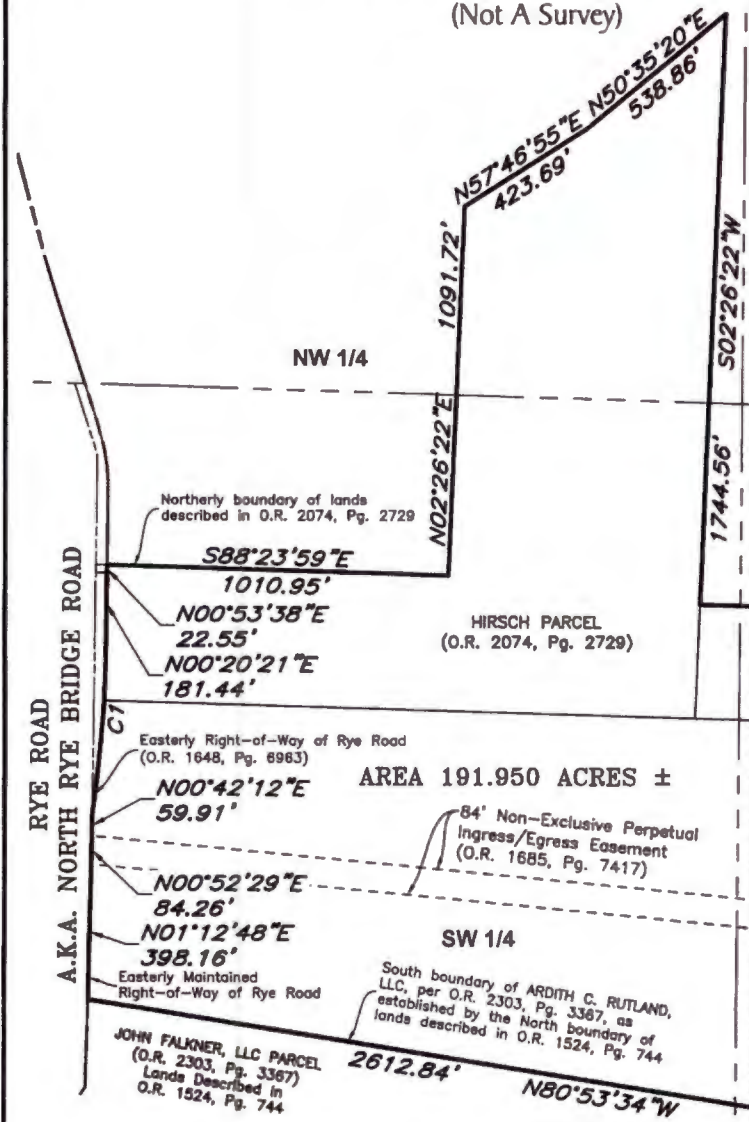 (Not A Survey)
N50°35'20"E
538.86'
N57°46'55"E
423.69'
1091.72'
S02°26'22"W
NW 1/4
N02°26'22"E
1744.56'
Northerly boundary of lands
described in O.R. 2074, Pg. 2729
S88°23'59"E
1010.95'
N00°53'38"E
22.55'
HIRSCH PARCEL
(O.R. 2074, Pg. 2729)
N00°20'21"E
181.44'
C1
RYE ROAD
A.K.A. NORTH RYE BRIDGE ROAD
Easterly Right-of-Way of Rye Road
(O.R. 1648, Pg. 6983)
AREA 191.950 ACRES ±
N00°42'12"E
59.91'
84' Non-Exclusive Perpetual
Ingress/Egress Easement
(O.R. 1685, Pg. 7417)
N00°52'29"E
84.26'
N01°12'48"E
398.16'
SW 1/4
Easterly Maintained
Right-of-Way of Rye Road
South boundary of ARDITH C. RUTLAND,
LLC, per O.R. 2303, Pg. 3367, as
established by the North boundary of
lands described in O.R. 1524, Pg. 744
JOHN FALKNER, LLC PARCEL
(O.R. 2303, Pg. 3367)
Lands Described in
O.R. 1524, Pg. 744
2612.84'
N80°53'34"W